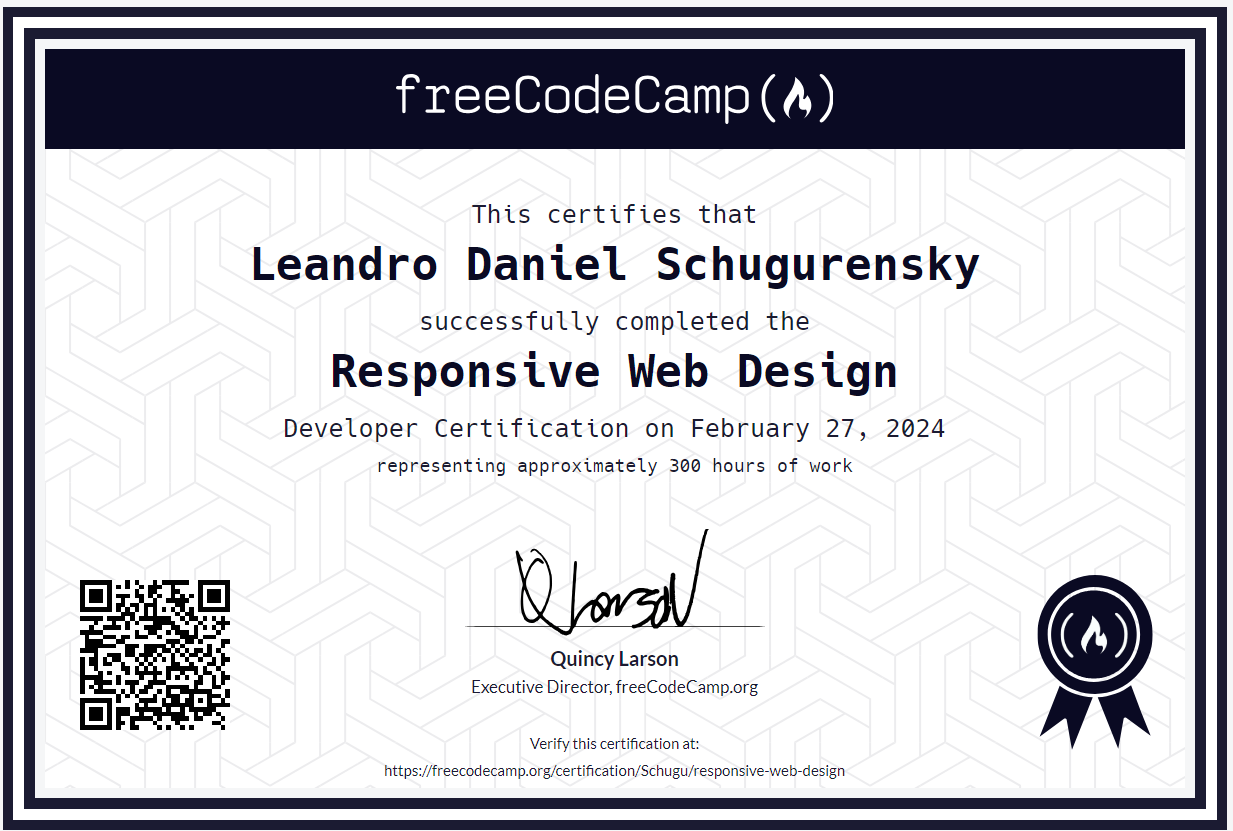 freeCodeCamp(🔥)
This certifies that
Leandro Daniel Schugurensky
successfully completed the
Responsive Web Design
Developer Certification on February 27, 2024
representing approximately 300 hours of work
QLarson
Quincy Larson
Executive Director, freeCodeCamp.org
Verify this certification at:
https://freecodecamp.org/certification/Schugu/responsive-web-design